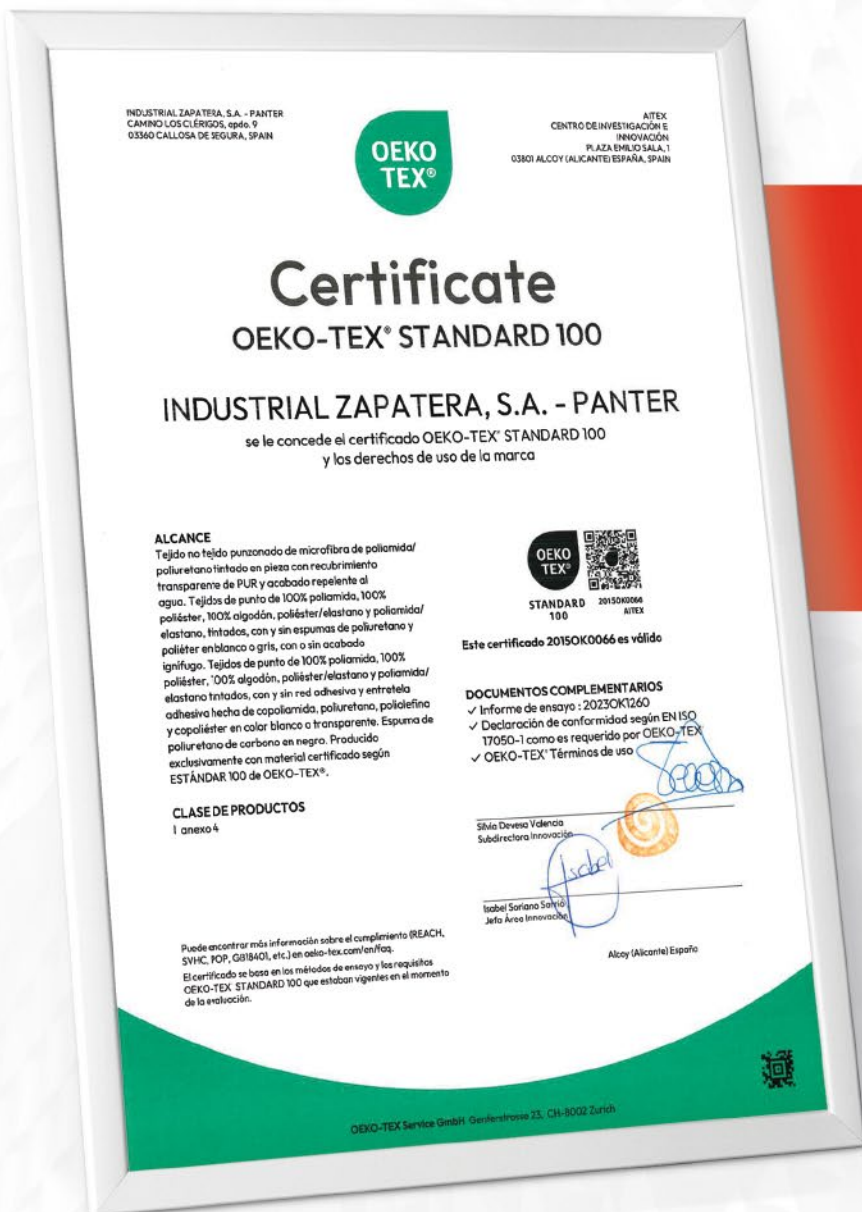 INDUSTRIAL ZAPATERA, S.A. - PANTER
CAMINO LOS CLÉRIGOS, apdo. 9
03360 CALLOSA DE SEGURA, SPAIN
OEKO
TEX®
AITEX
CENTRO DE INVESTIGACIÓN E
INNOVACIÓN
PLAZA EMILIO SALA, 1
03801 ALCOY (ALICANTE) ESPAÑA, SPAIN
Certificate
OEKO-TEX® STANDARD 100
INDUSTRIAL ZAPATERA, S.A. - PANTER
se le concede el certificado OEKO-TEX® STANDARD 100
y los derechos de uso de la marca
ALCANCE
Tejido no tejido punzonado de microfibra de poliamida/
poliuretano tintado en pieza con recubrimiento
transparente de PUR y acabado repelente al
agua. Tejidos de punto de 100% poliamida, 100%
poliéster, 100% algodón, poliéster/elastano y poliamida/
elastano, tintados, con y sin espumas de poliuretano y
poliéter en blanco o gris, con o sin acabado
ignífugo. Tejidos de punto de 100% poliamida, 100%
poliéster, 100% algodón, poliéster/elastano y poliamida/
elastano tintados, con y sin red adhesiva y entretela
adhesiva hecha de copoliamida, poliuretano, poliolefina
y copoliéster en color blanco o transparente. Espuma de
poliuretano de carbono en negro. Producido
exclusivamente con material certificado según
ESTÁNDAR 100 de OEKO-TEX®.
CLASE DE PRODUCTOS
1 anexo 4
OEKO
TEX®
STANDARD
100
2015OK0066
AITEX
Este certificado 2015OK0066 es válido
DOCUMENTOS COMPLEMENTARIOS
✓ Informe de ensayo : 2023OK1260
✓ Declaración de conformidad según EN ISO
17050-1 como es requerido por OEKO-TEX
✓ OEKO-TEX® Términos de uso
Silvia Devesa Valencia
Subdirectora Innovación
Isabel
Isabel Soriano Sarrió
Jefa Área Innovación
Alcoy (Alicante) España
Puede encontrar más información sobre el cumplimiento (REACH,
SVHC, POP, GB18401, etc.) en oeko-tex.com/en/faq.
El certificado se basa en los métodos de ensayo y los requisitos
OEKO-TEX® STANDARD 100 que estaban vigentes en el momento
de la evaluación.
OEKO-TEX Service GmbH Genferstrasse 23, CH-8002 Zurich